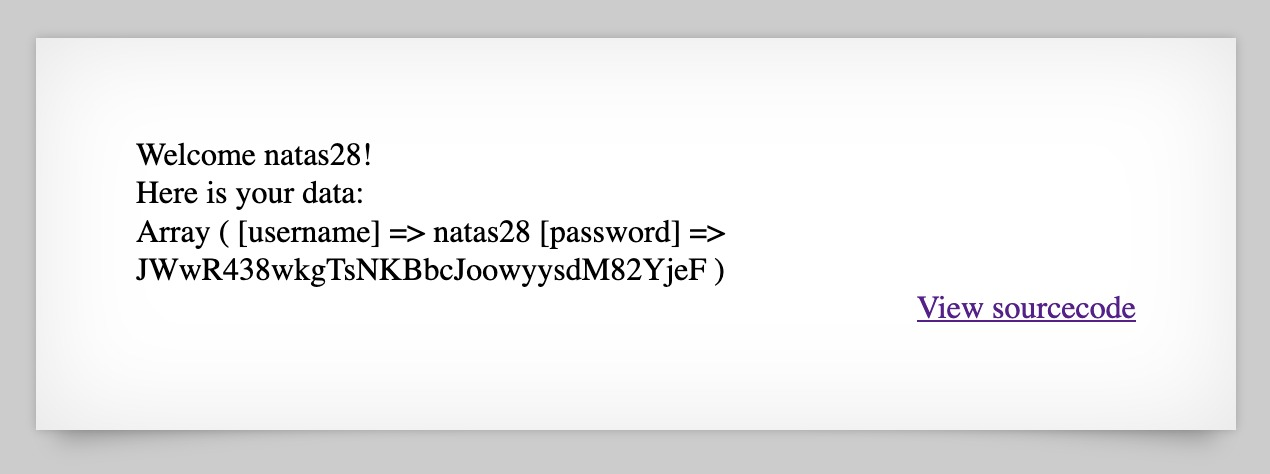 Welcome natas28!
Here is your data:
Array ( [username] => natas28 [password] =>
JWwR438wkgTsNKBbcJoowyysdM82YjeF )
View sourcecode